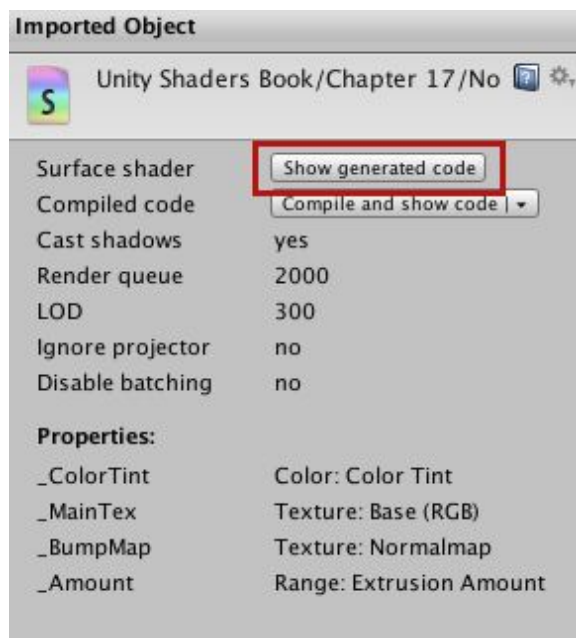 Imported Object
Unity Shaders Book/Chapter 17/No
S
Surface shader Show generated code
Compiled code Compile and show code
Cast shadows yes
Render queue 2000
LOD 300
Ignore projector no
Disable batching no
Properties:
_ColorTint Color: Color Tint
_MainTex Texture: Base (RGB)
_BumpMap Texture: Normalmap
_Amount Range: Extrusion Amount